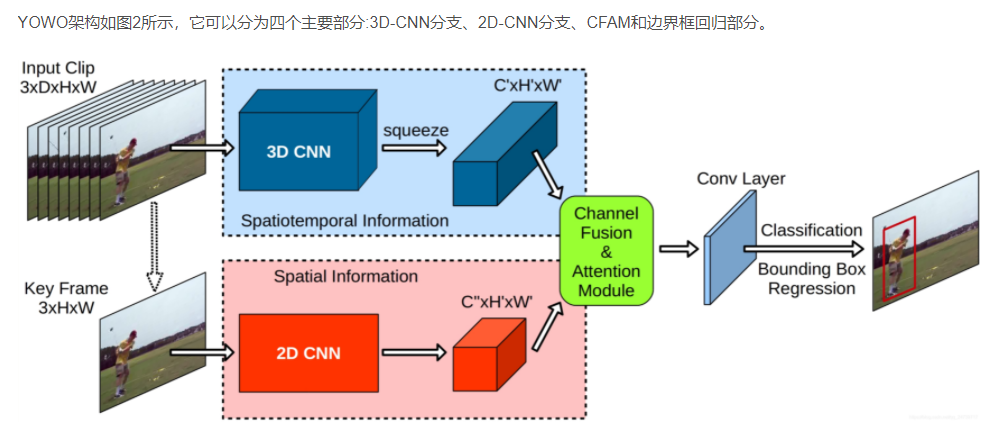 YOWO架构如图2所示，它可以分为四个主要部分:3D-CNN分支、2D-CNN分支、CFAM和边界框回归部分。
Input Clip
3xDxHxW
3D CNN
squeeze
C'xH'xW'
Spatiotemporal Information
Key Frame
3xHxW
Spatial Information
2D CNN
C''xH'xW'
Channel
Fusion
&
Attention
Module
Conv Layer
Classification
Bounding Box
Regression